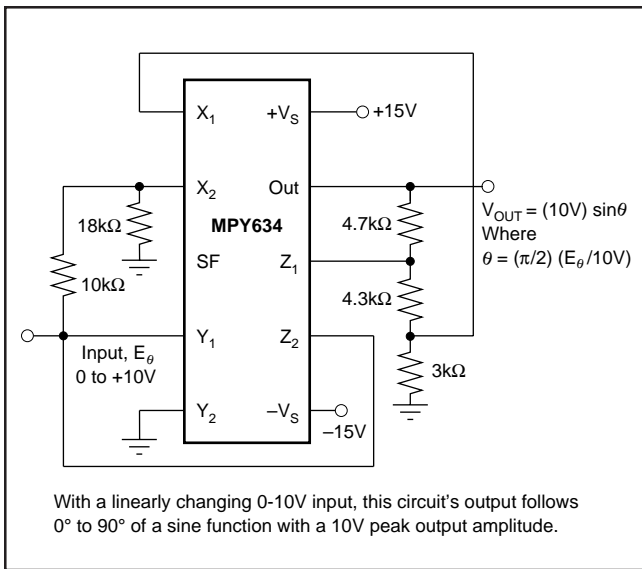 X1
+VS
+15V
X2
Out
18kΩ
MPY634
4.7kΩ
VOUT = (10V) sinθ
Where
θ = (π/2) (Eθ/10V)
SF
Z1
10kΩ
4.3kΩ
Input, Eθ
0 to +10V
Y1
Z2
3kΩ
Y2
–VS
–15V
With a linearly changing 0-10V input, this circuit's output follows
0° to 90° of a sine function with a 10V peak output amplitude.